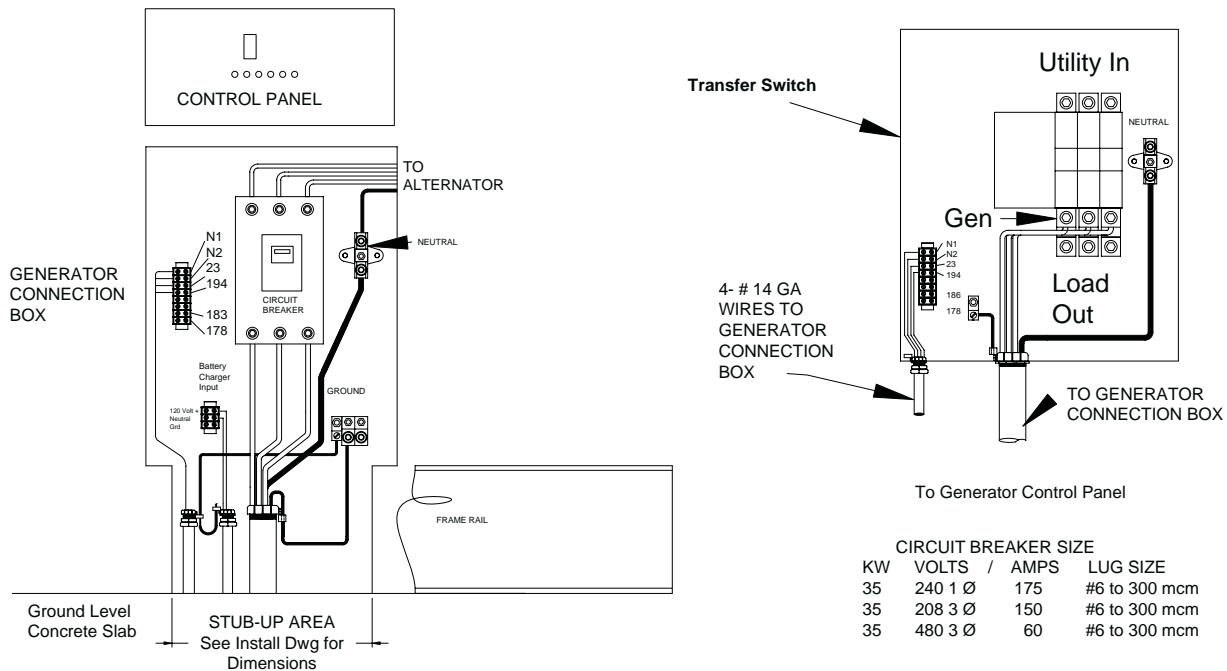 CONTROL PANEL
TO
ALTERNATOR
NEUTRAL
N1
N2
23
194
183
178
GENERATOR
CONNECTION
BOX
CIRCUIT
BREAKER
Battery
Charger
Input
120 Volt +
Neutral
Grd
GROUND
FRAME RAIL
Ground Level
Concrete Slab
STUB-UP AREA
See Install Dwg for
Dimensions
Transfer Switch
Utility In
NEUTRAL
Gen
N1
N2
23
194
186
178
Load
Out
4- # 14 GA
WIRES TO
GENERATOR
CONNECTION
BOX
TO GENERATOR
CONNECTION BOX
To Generator Control Panel
CIRCUIT BREAKER SIZE
KW VOLTS / AMPS LUG SIZE
35 240 1 Ø 175 #6 to 300 mcm
35 208 3 Ø 150 #6 to 300 mcm
35 480 3 Ø 60 #6 to 300 mcm